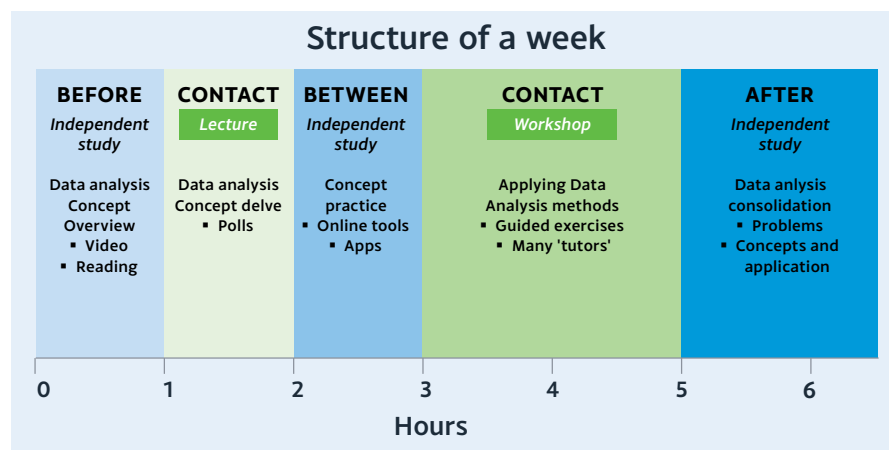 Structure of a week
BEFORE
Independent
study
Data analysis
Concept
Overview
▪ Video
▪ Reading
CONTACT
Lecture
Data analysis
Concept delve
▪ Polls
BETWEEN
Independent
study
Concept
practice
▪ Online tools
▪ Apps
CONTACT
Workshop
Applying Data
Analysis methods
▪ Guided exercises
▪ Many 'tutors'
AFTER
Independent
study
Data anlysis
consolidation
▪ Problems
▪ Concepts and
application
0 1 2 3 4 5 6
Hours